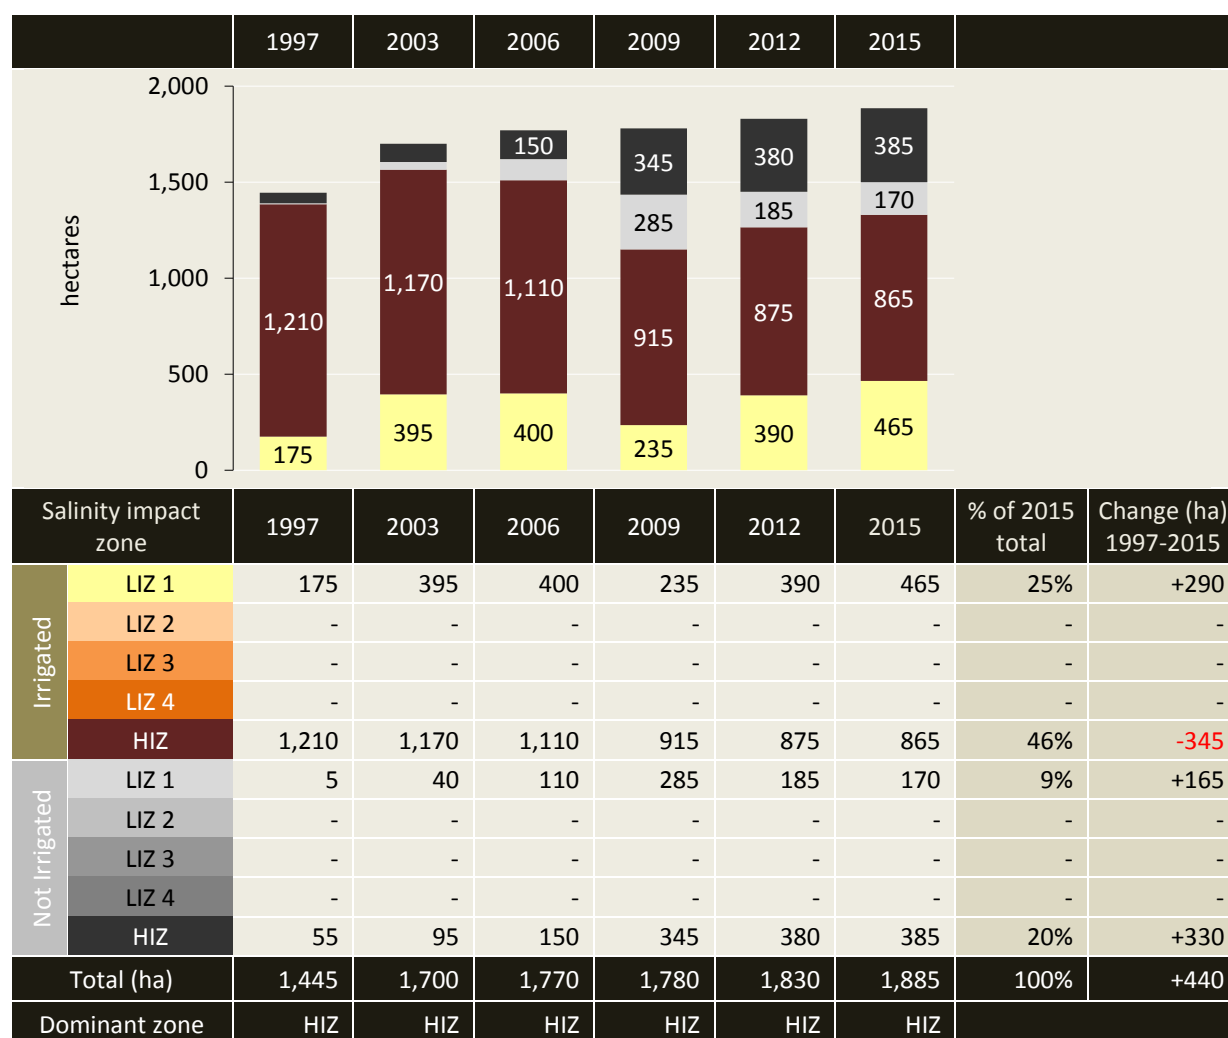 1997 2003 2006 2009 2012 2015
2,000
1,500
1,000
500
0
hectares
150 345 380 385
285 185 170
1,210 1,170 1,110 915 875 865
175 395 400 235 390 465
Salinity impact zone 1997 2003 2006 2009 2012 2015 % of 2015 total Change (ha) 1997-2015
Irrigated
LIZ 1 175 395 400 235 390 465 25% +290
LIZ 2 - - - - - - - -
LIZ 3 - - - - - - - -
LIZ 4 - - - - - - - -
HIZ 1,210 1,170 1,110 915 875 865 46% -345
Not Irrigated
LIZ 1 5 40 110 285 185 170 9% +165
LIZ 2 - - - - - - - -
LIZ 3 - - - - - - - -
LIZ 4 - - - - - - - -
HIZ 55 95 150 345 380 385 20% +330
Total (ha) 1,445 1,700 1,770 1,780 1,830 1,885 100% +440
Dominant zone HIZ HIZ HIZ HIZ HIZ HIZ